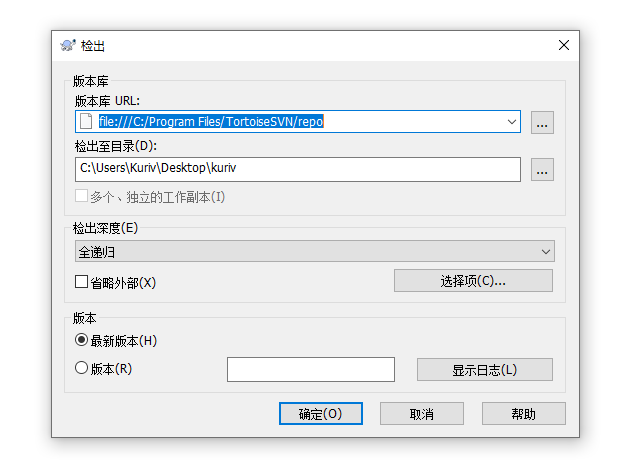 检出
版本库
版本库 URL:
file:///C:/Program Files/TortoiseSVN/repo
...
检出至目录(D):
C:\Users\Kuriv\Desktop\kuriv
...
多个、独立的工作副本(I)
检出深度(E)
全递归
省略外部(X)
选择项(C)...
版本
最新版本(H)
版本(R)
显示日志(L)
确定(O)
取消
帮助